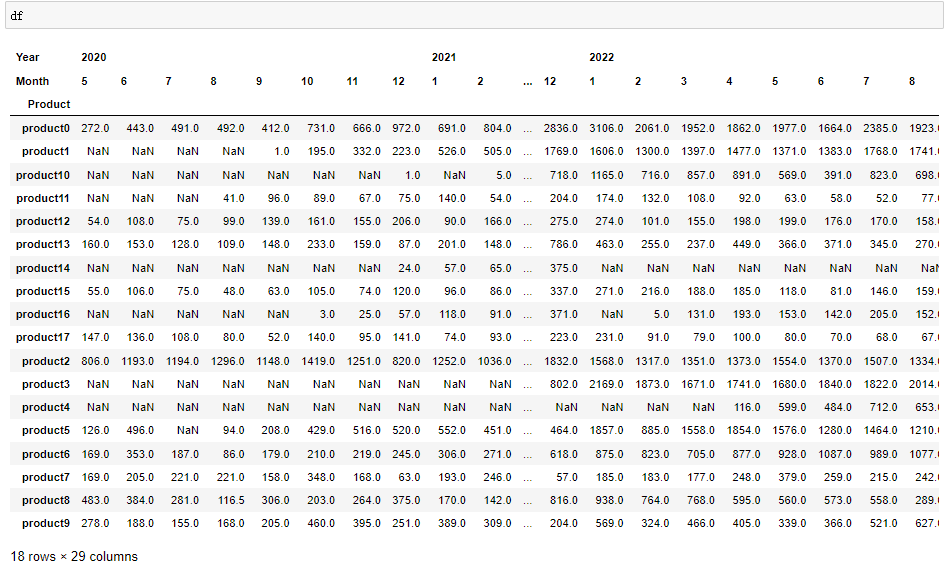 df
Year 2020 2021 2022
Month 5 6 7 8 9 10 11 12 1 2 ... 12 1 2 3 4 5 6 7 8
Product
product0 272.0 443.0 491.0 492.0 412.0 731.0 666.0 972.0 691.0 804.0 ... 2836.0 3106.0 2061.0 1952.0 1862.0 1977.0 1664.0 2385.0 1923.
product1 NaN NaN NaN NaN 1.0 195.0 332.0 223.0 526.0 505.0 ... 1769.0 1606.0 1300.0 1397.0 1477.0 1371.0 1383.0 1768.0 1741.
product10 NaN NaN NaN NaN NaN NaN NaN 1.0 NaN 5.0 ... 718.0 1165.0 716.0 857.0 891.0 569.0 391.0 823.0 698.
product11 NaN NaN NaN 41.0 96.0 89.0 67.0 75.0 140.0 54.0 ... 204.0 174.0 132.0 108.0 92.0 63.0 58.0 52.0 77.
product12 54.0 108.0 75.0 99.0 139.0 161.0 155.0 206.0 90.0 166.0 ... 275.0 274.0 101.0 155.0 198.0 199.0 176.0 170.0 158.
product13 160.0 153.0 128.0 109.0 148.0 233.0 159.0 87.0 201.0 148.0 ... 786.0 463.0 255.0 237.0 449.0 366.0 371.0 345.0 270.
product14 NaN NaN NaN NaN NaN NaN NaN 24.0 57.0 65.0 ... 375.0 NaN NaN NaN NaN NaN NaN NaN NaN
product15 55.0 106.0 75.0 48.0 63.0 105.0 74.0 120.0 96.0 86.0 ... 337.0 271.0 216.0 188.0 185.0 118.0 81.0 146.0 159.
product16 NaN NaN NaN NaN NaN 3.0 25.0 57.0 118.0 91.0 ... 371.0 NaN 5.0 131.0 193.0 153.0 142.0 205.0 152.
product17 147.0 136.0 108.0 80.0 52.0 140.0 95.0 141.0 74.0 93.0 ... 223.0 231.0 91.0 79.0 100.0 80.0 70.0 68.0 67.
product2 806.0 1193.0 1194.0 1296.0 1148.0 1419.0 1251.0 820.0 1252.0 1036.0 ... 1832.0 1568.0 1317.0 1351.0 1373.0 1554.0 1370.0 1507.0 1334.
product3 NaN NaN NaN NaN NaN NaN NaN NaN NaN NaN ... 802.0 2169.0 1873.0 1671.0 1741.0 1680.0 1840.0 1822.0 2014.
product4 NaN NaN NaN NaN NaN NaN NaN NaN NaN NaN ... NaN NaN NaN NaN 116.0 599.0 484.0 712.0 653.
product5 126.0 496.0 NaN 94.0 208.0 429.0 516.0 520.0 552.0 451.0 ... 464.0 1857.0 885.0 1558.0 1854.0 1576.0 1280.0 1464.0 1210.
product6 169.0 353.0 187.0 86.0 179.0 210.0 219.0 245.0 306.0 271.0 ... 618.0 875.0 823.0 705.0 877.0 928.0 1087.0 989.0 1077.
product7 169.0 205.0 221.0 221.0 158.0 348.0 168.0 63.0 193.0 246.0 ... 57.0 185.0 183.0 177.0 248.0 379.0 259.0 215.0 242.
product8 483.0 384.0 281.0 116.5 306.0 203.0 264.0 375.0 170.0 142.0 ... 816.0 938.0 764.0 768.0 595.0 560.0 573.0 558.0 289.
product9 278.0 188.0 155.0 168.0 205.0 460.0 395.0 251.0 389.0 309.0 ... 204.0 569.0 324.0 466.0 405.0 339.0 366.0 521.0 627.
18 rows × 29 columns